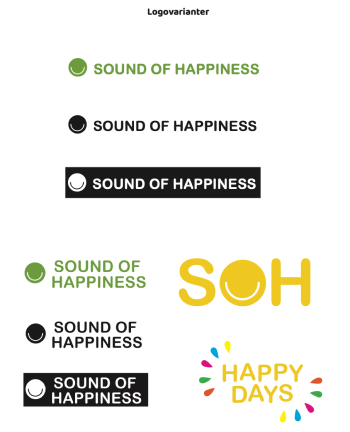 Logovarianter
SOUND OF HAPPINESS
SOUND OF HAPPINESS
SOUND OF HAPPINESS
SOUND OF
HAPPINESS
SOH
SOUND OF
HAPPINESS
HAPPY
DAYS
SOUND OF
HAPPINESS